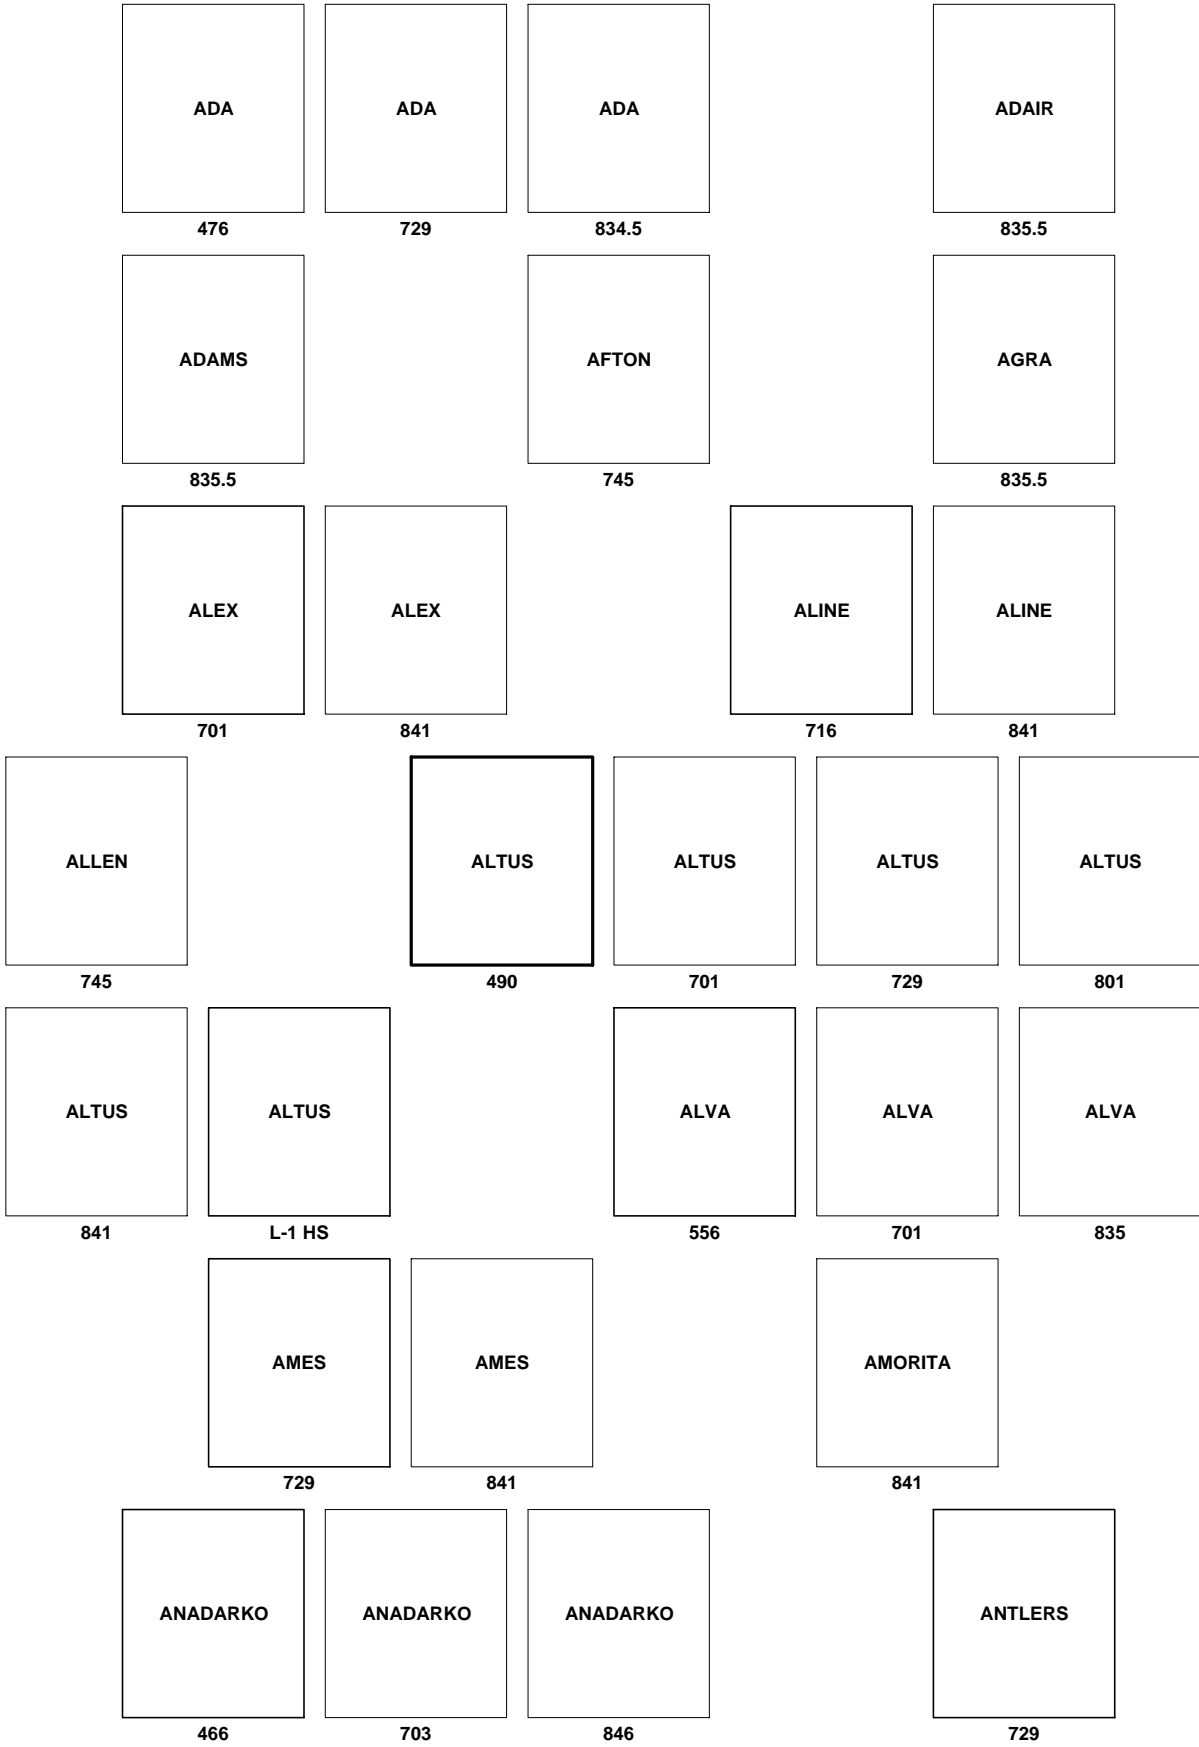 ADA ADA ADA ADAIR
476 729 834.5 835.5
ADAMS AFTON AGRA
835.5 745 835.5
ALEX ALEX ALINE ALINE
701 841 716 841
ALLEN ALTUS ALTUS ALTUS ALTUS
745 490 701 729 801
ALTUS ALTUS ALVA ALVA ALVA
841 L-1 HS 556 701 835
AMES AMES AMORITA
729 841 841
ANADARKO ANADARKO ANADARKO ANTLERS
466 703 846 729